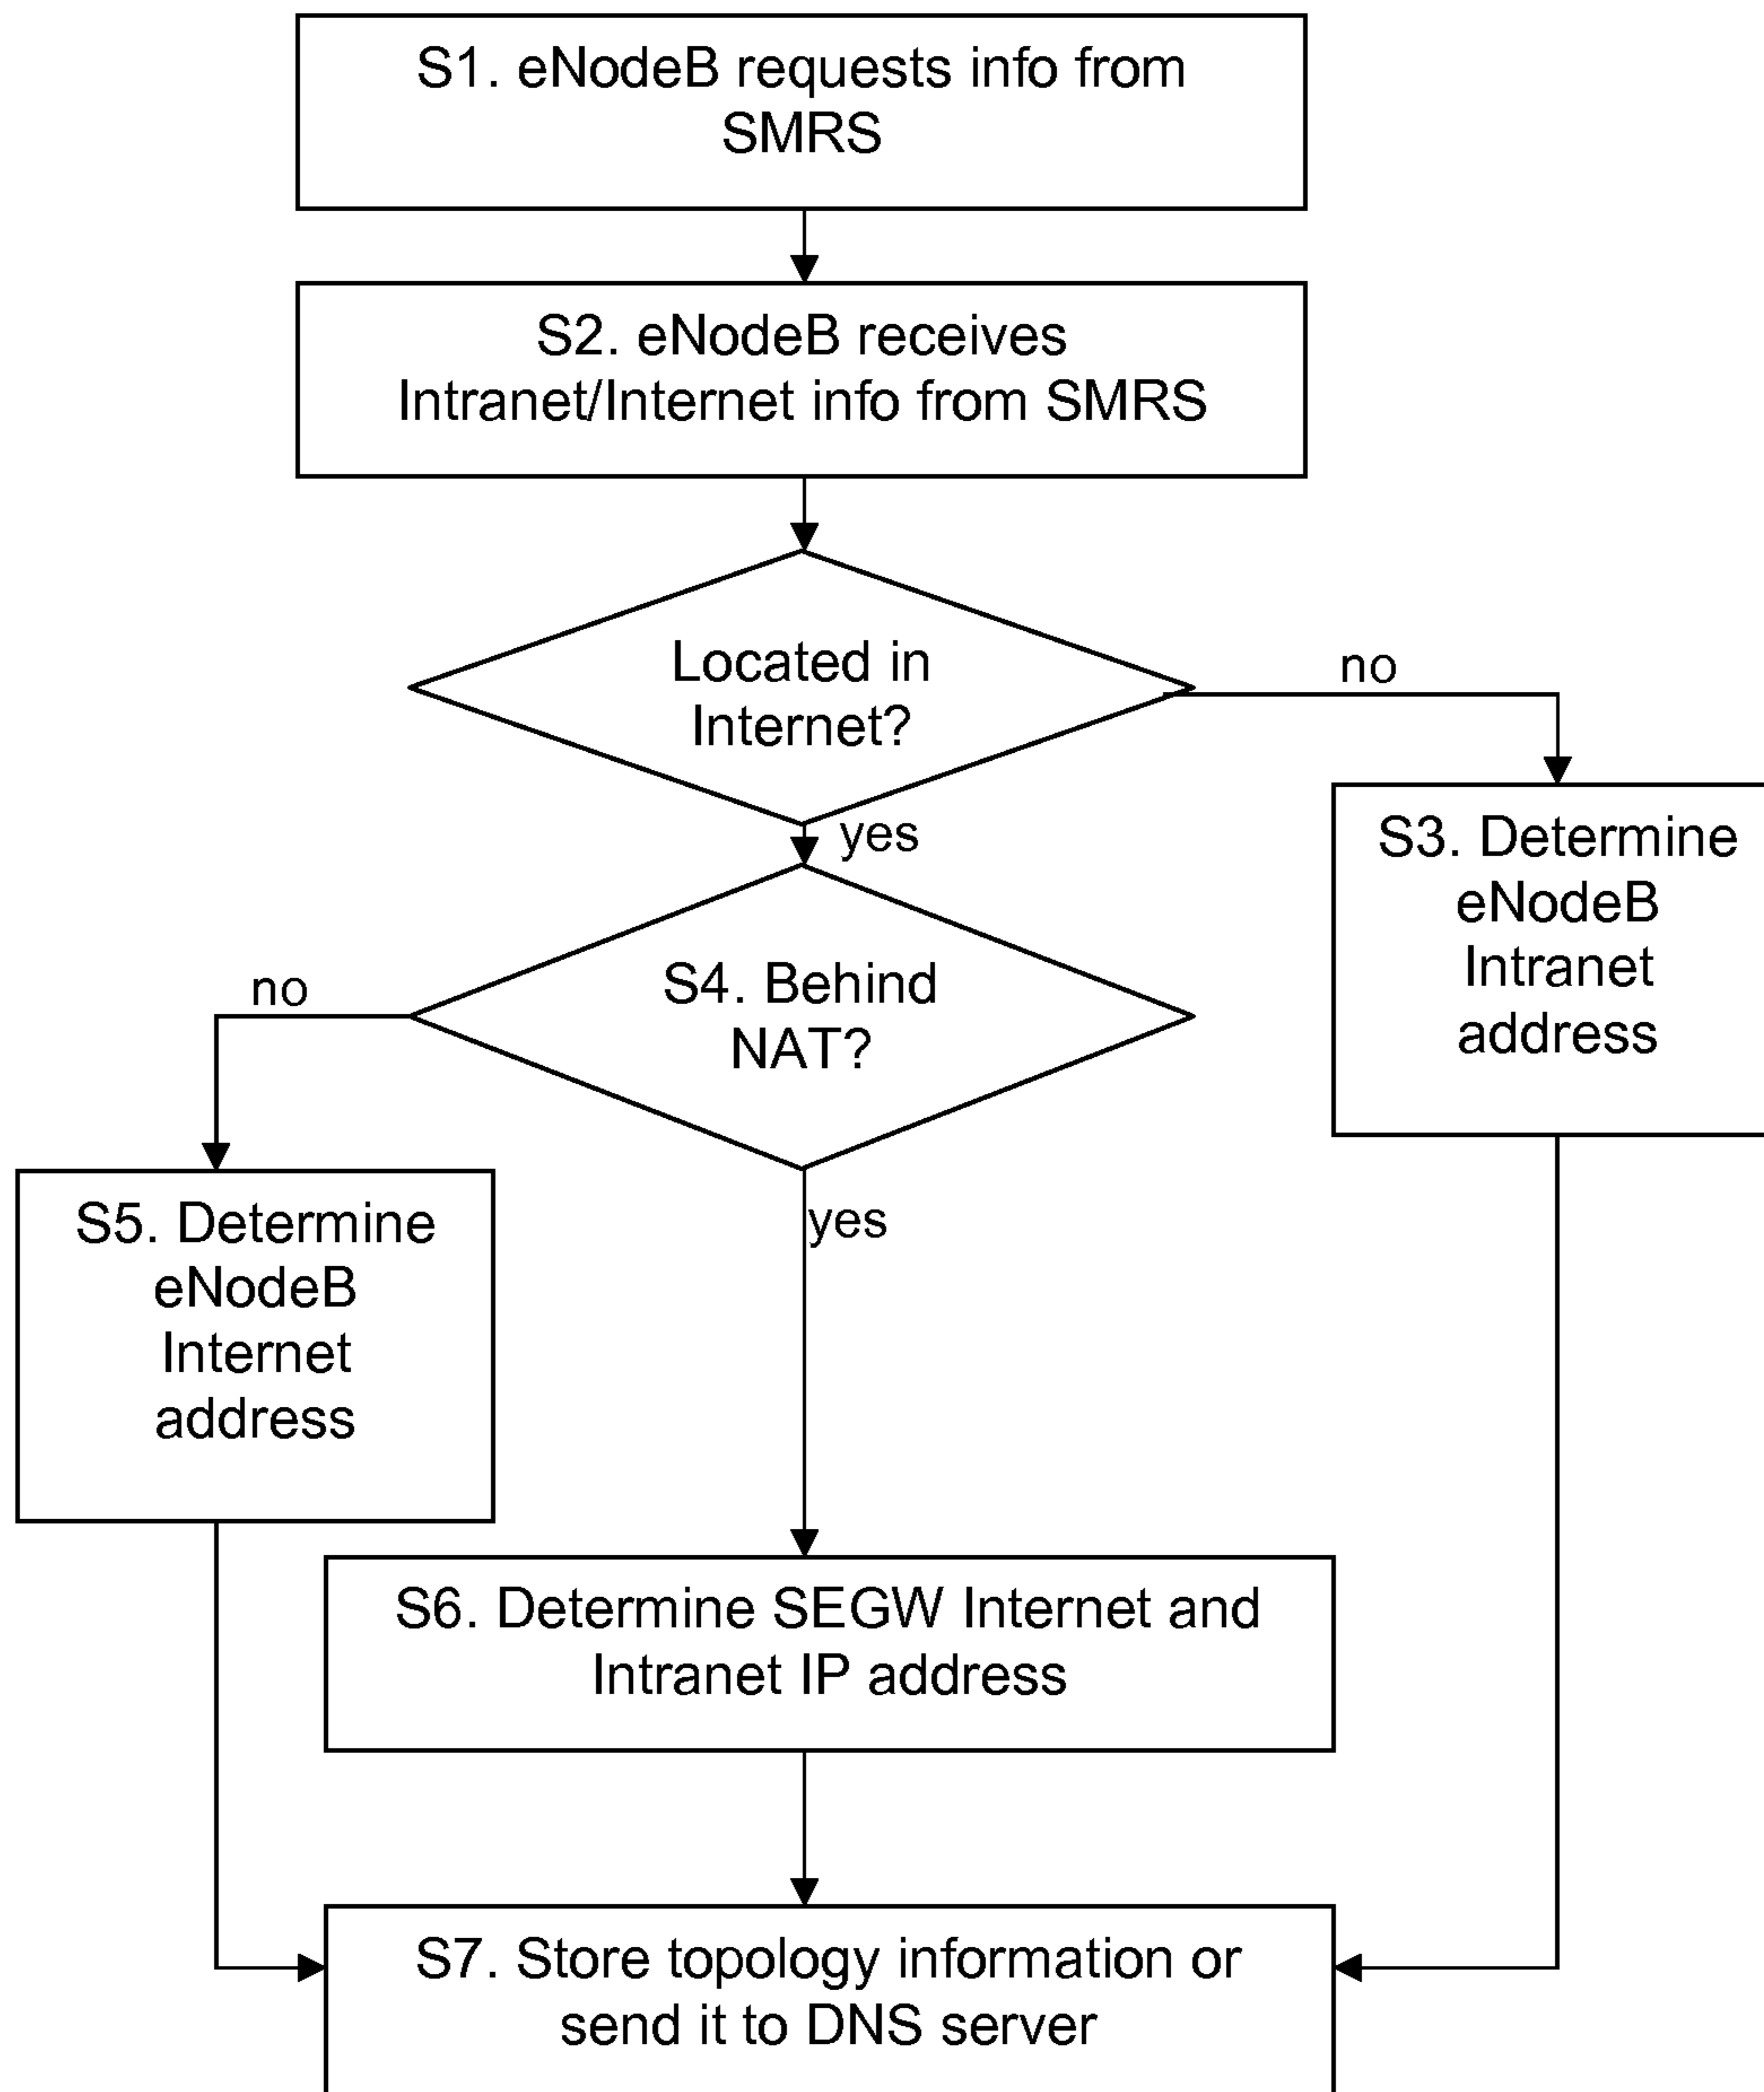 S1. eNodeB requests info from
SMRS
S2. eNodeB receives
Intranet/Internet info from SMRS
Located in
Internet?
no
yes
S3. Determine
eNodeB
Intranet
address
S4. Behind
NAT?
no
yes
S5. Determine
eNodeB
Internet
address
S6. Determine SEGW Internet and
Intranet IP address
S7. Store topology information or
send it to DNS server